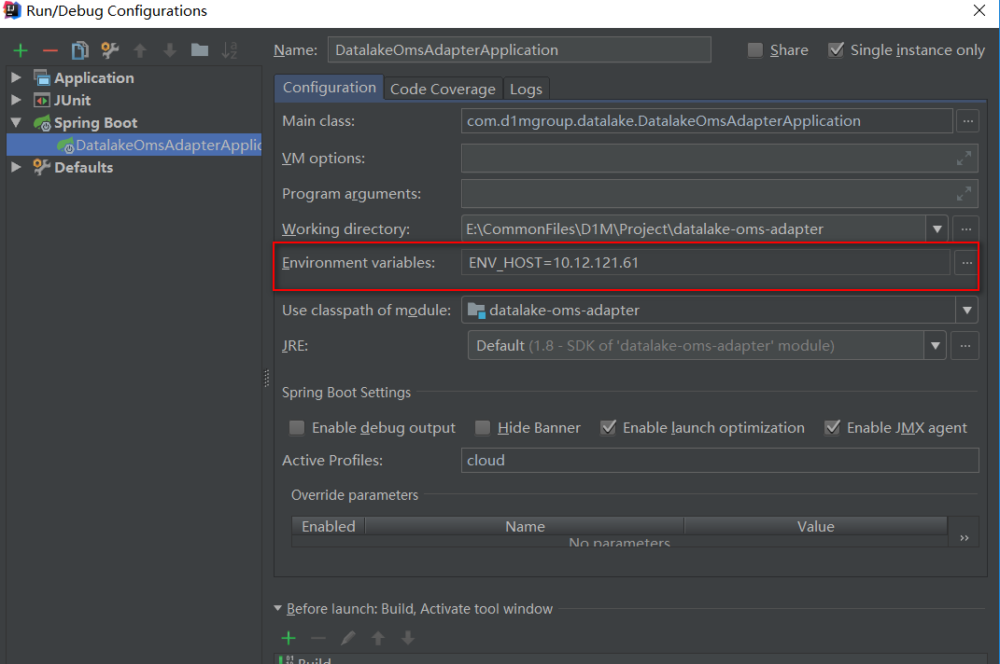 Run/Debug Configurations
Name: DatalakeOmsAdapterApplication Share Single instance only
Application
JUnit
Spring Boot
DatalakeOmsAdapterApplic
Defaults
Configuration Code Coverage Logs
Main class: com.d1mgroup.datalake.DatalakeOmsAdapterApplication ...
VM options:
Program arguments:
Working directory: E:\CommonFiles\D1M\Project\datalake-oms-adapter ...
Environment variables: ENV_HOST=10.12.121.61 ...
Use classpath of module: datalake-oms-adapter
JRE: Default (1.8 - SDK of 'datalake-oms-adapter' module) ...
Spring Boot Settings
Enable debug output Hide Banner Enable launch optimization Enable JMX agent
Active Profiles: cloud
Override parameters
Enabled Name Value
No parameters
Before launch: Build, Activate tool window
Build